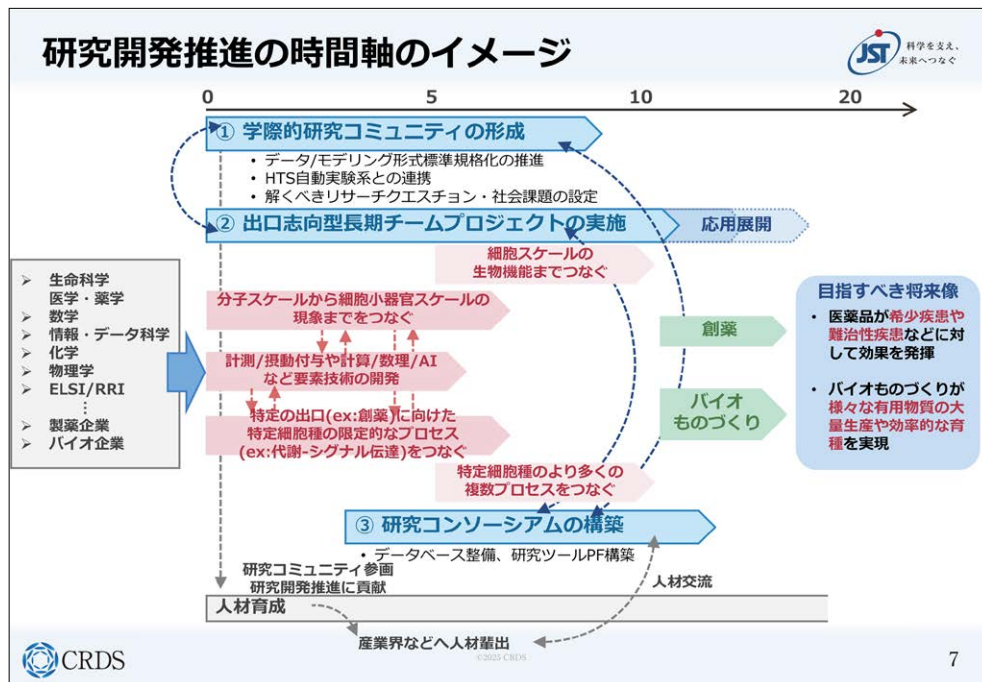 研究開発推進の時間軸のイメージ
JST
科学を支え、
未来へつなぐ
0 5 10 20
① 学際的研究コミュニティの形成
• データ/モデリング形式標準規格化の推進
• HTS自動実験系との連携
• 解くべきリサーチクエスチョン・社会課題の設定
② 出口志向型長期チームプロジェクトの実施
応用展開
細胞スケールの
生物機能までつなぐ
➢ 生命科学
医学・薬学
➢ 数学
➢ 情報・データ科学
➢ 化学
➢ 物理学
➢ ELSI/RRI
⋮
➢ 製薬企業
➢ バイオ企業
分子スケールから細胞小器官スケールの
現象までをつなぐ
計測/摂動付与や計算/数理/AI
など要素技術の開発
特定の出口(ex:創薬)に向けた
特定細胞種の限定的なプロセス
(ex:代謝-シグナル伝達)をつなぐ
特定細胞種のより多くの
複数プロセスをつなぐ
創薬
バイオ
ものづくり
目指すべき将来像
• 医薬品が希少疾患や
難治性疾患などに対
して効果を発揮
• バイオものづくりが
様々な有用物質の大
量生産や効率的な育
種を実現
③ 研究コンソーシアムの構築
• データベース整備、研究ツールPF構築
研究コミュニティ参画
研究開発推進に貢献
人材交流
人材育成
産業界などへ人材輩出
©2025 CRDS
CRDS
7